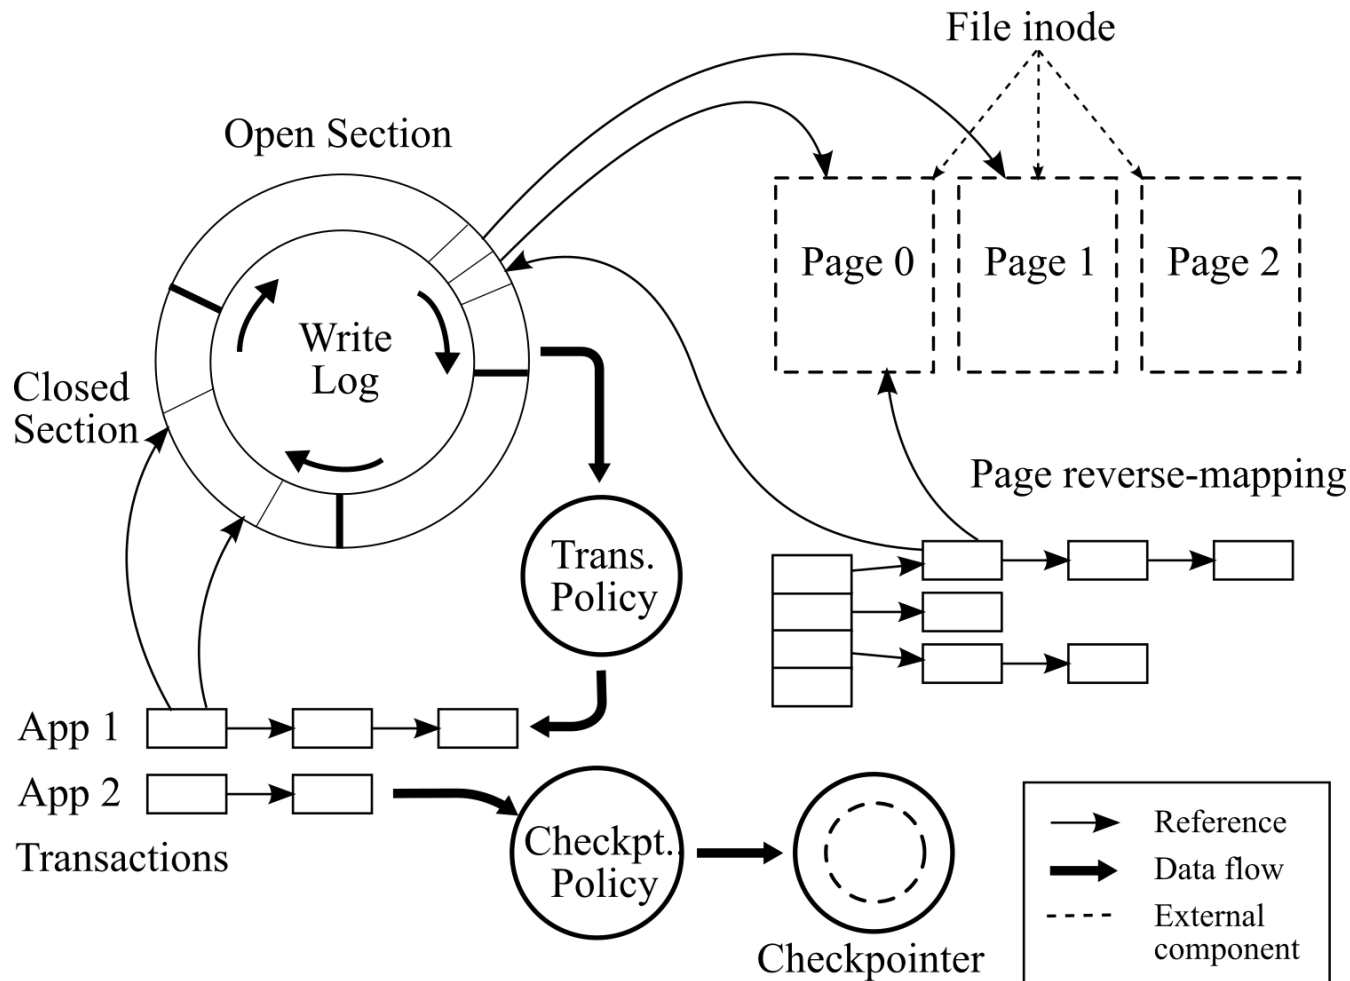 File inode
Open Section
Page 0
Page 1
Page 2
Write
Log
Closed
Section
Page reverse-mapping
Trans.
Policy
App 1
App 2
Transactions
Checkpt..
Policy
Checkpointer
Reference
Data flow
External
component